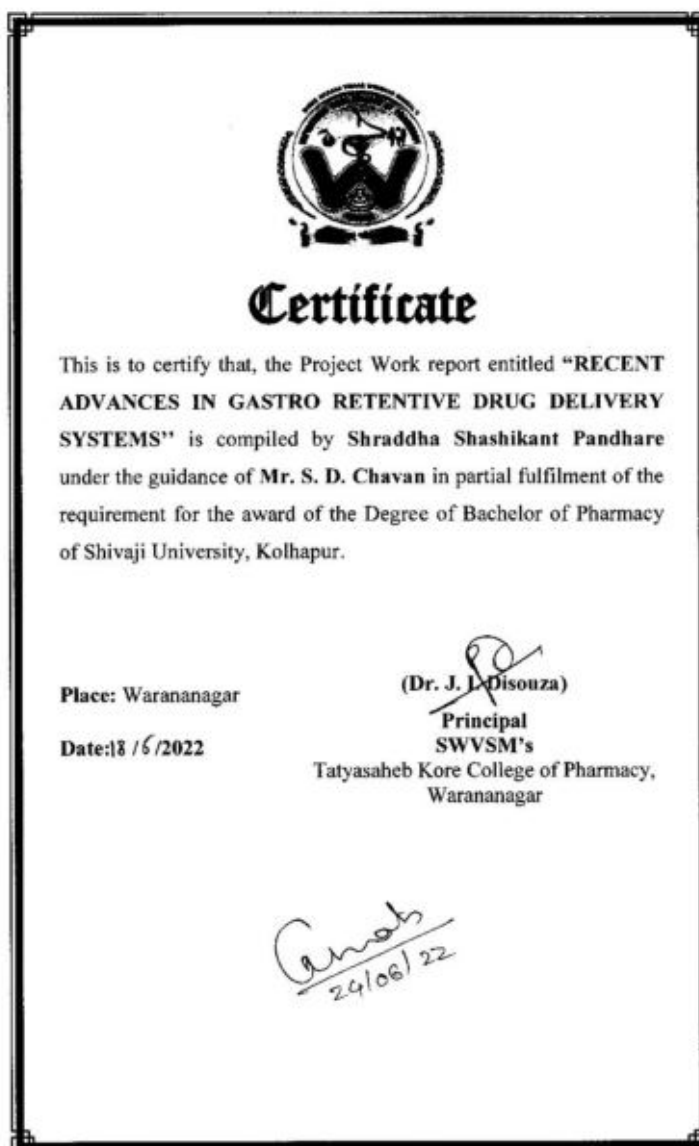 Certificate
This is to certify that, the Project Work report entitled “RECENT
ADVANCES IN GASTRO RETENTIVE DRUG DELIVERY
SYSTEMS” is compiled by Shraddha Shashikant Pandhare
under the guidance of Mr. S. D. Chavan in partial fulfilment of the
requirement for the award of the Degree of Bachelor of Pharmacy
of Shivaji University, Kolhapur.
(Dr. J. I. Disouza)
Place: Warananagar
Principal
Date:18/6/2022
SWVSM's
Tatyasaheb Kore College of Pharmacy,
Warananagar
24/06/22